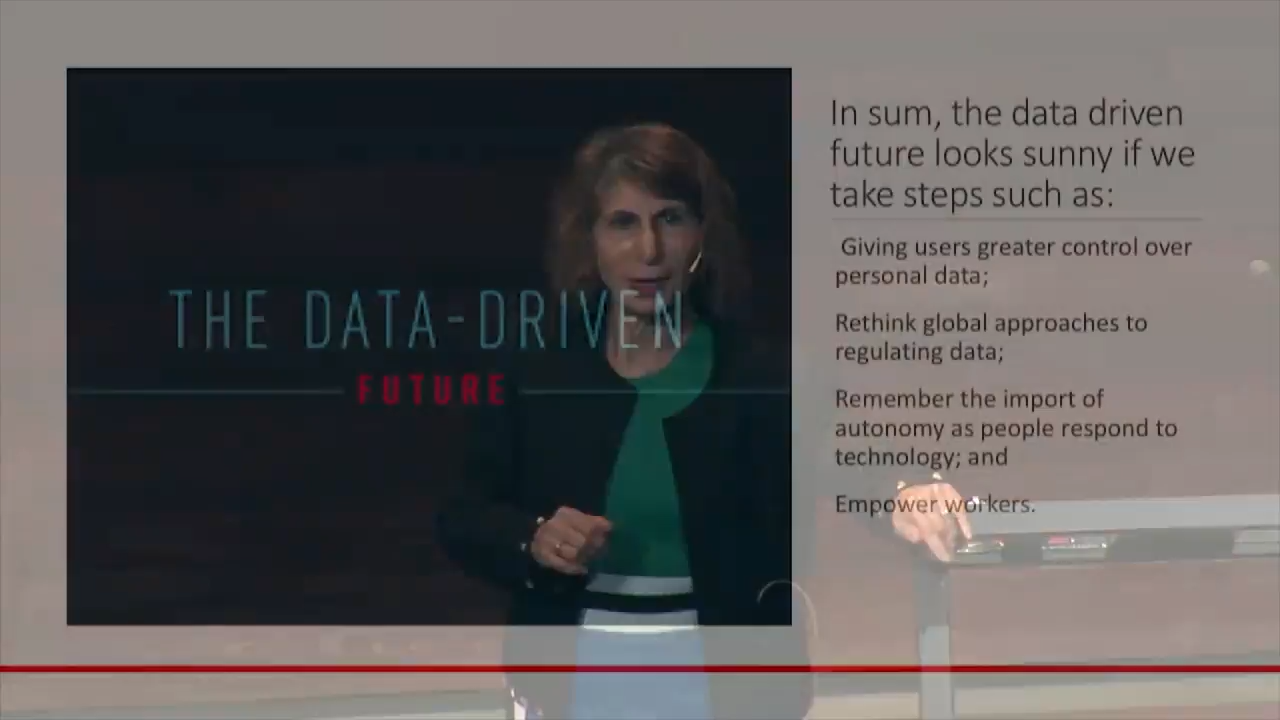 THE DATA-DRIVEN
FUTURE
In sum, the data driven
future looks sunny if we
take steps such as:
Giving users greater control over
personal data;
Rethink global approaches to
regulating data;
Remember the import of
autonomy as people respond to
technology; and
Empower workers.